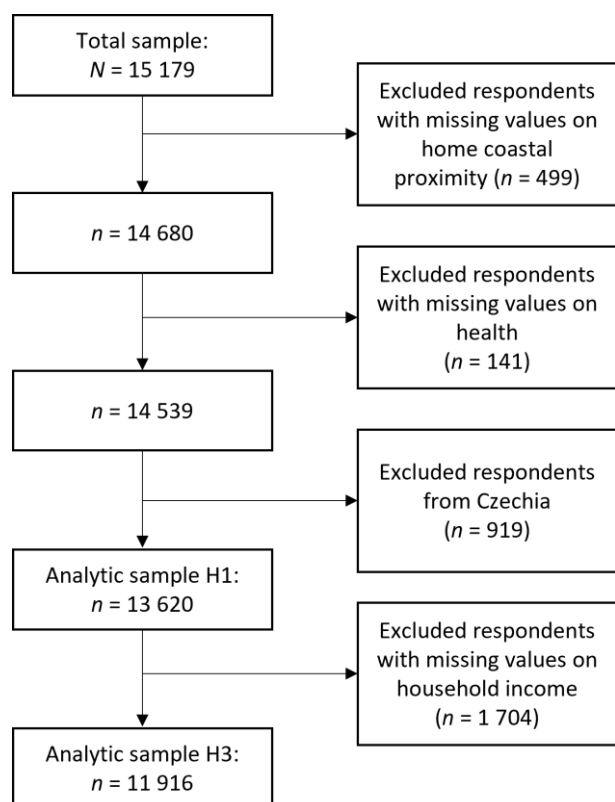 Total sample:
N = 15 179
Excluded respondents
with missing values on
home coastal
proximity (n = 499)
n = 14 680
Excluded respondents
with missing values on
health
(n = 141)
n = 14 539
Excluded respondents
from Czechia
(n = 919)
Analytic sample H1:
n = 13 620
Excluded respondents
with missing values on
household income
(n = 1 704)
Analytic sample H3:
n = 11 916